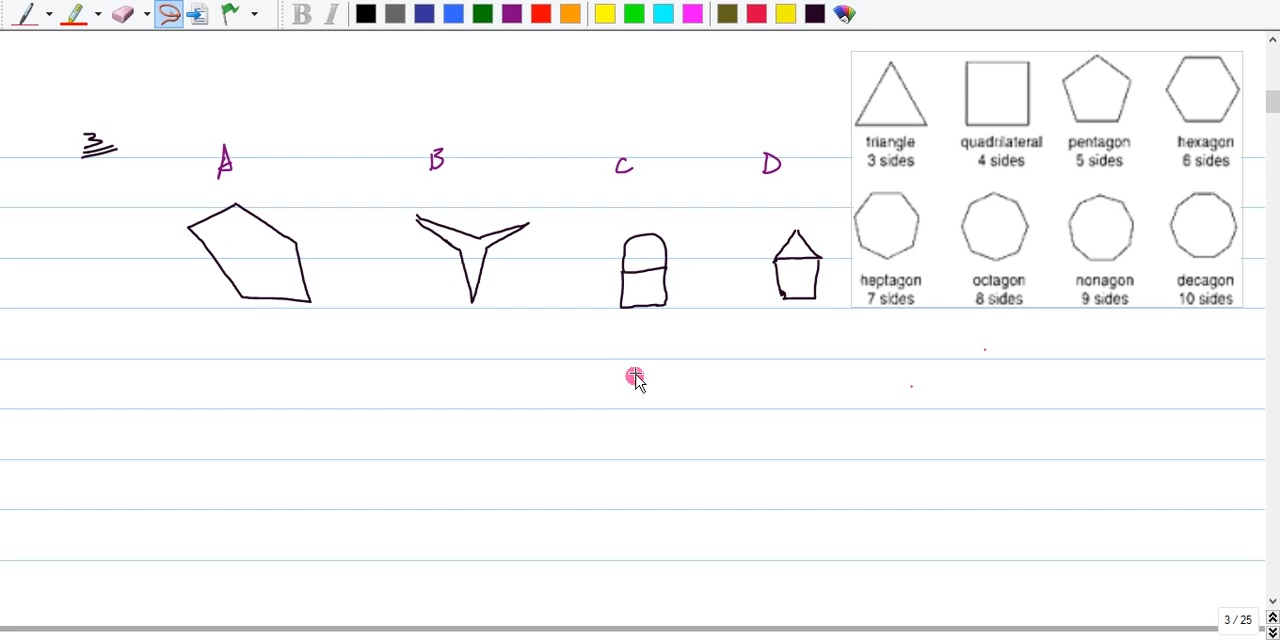 B I
3
A B C D
triangle quadrilateral pentagon hexagon
3 sides 4 sides 5 sides 6 sides
heptagon octagon nonagon decagon
7 sides 8 sides 9 sides 10 sides
3 / 25